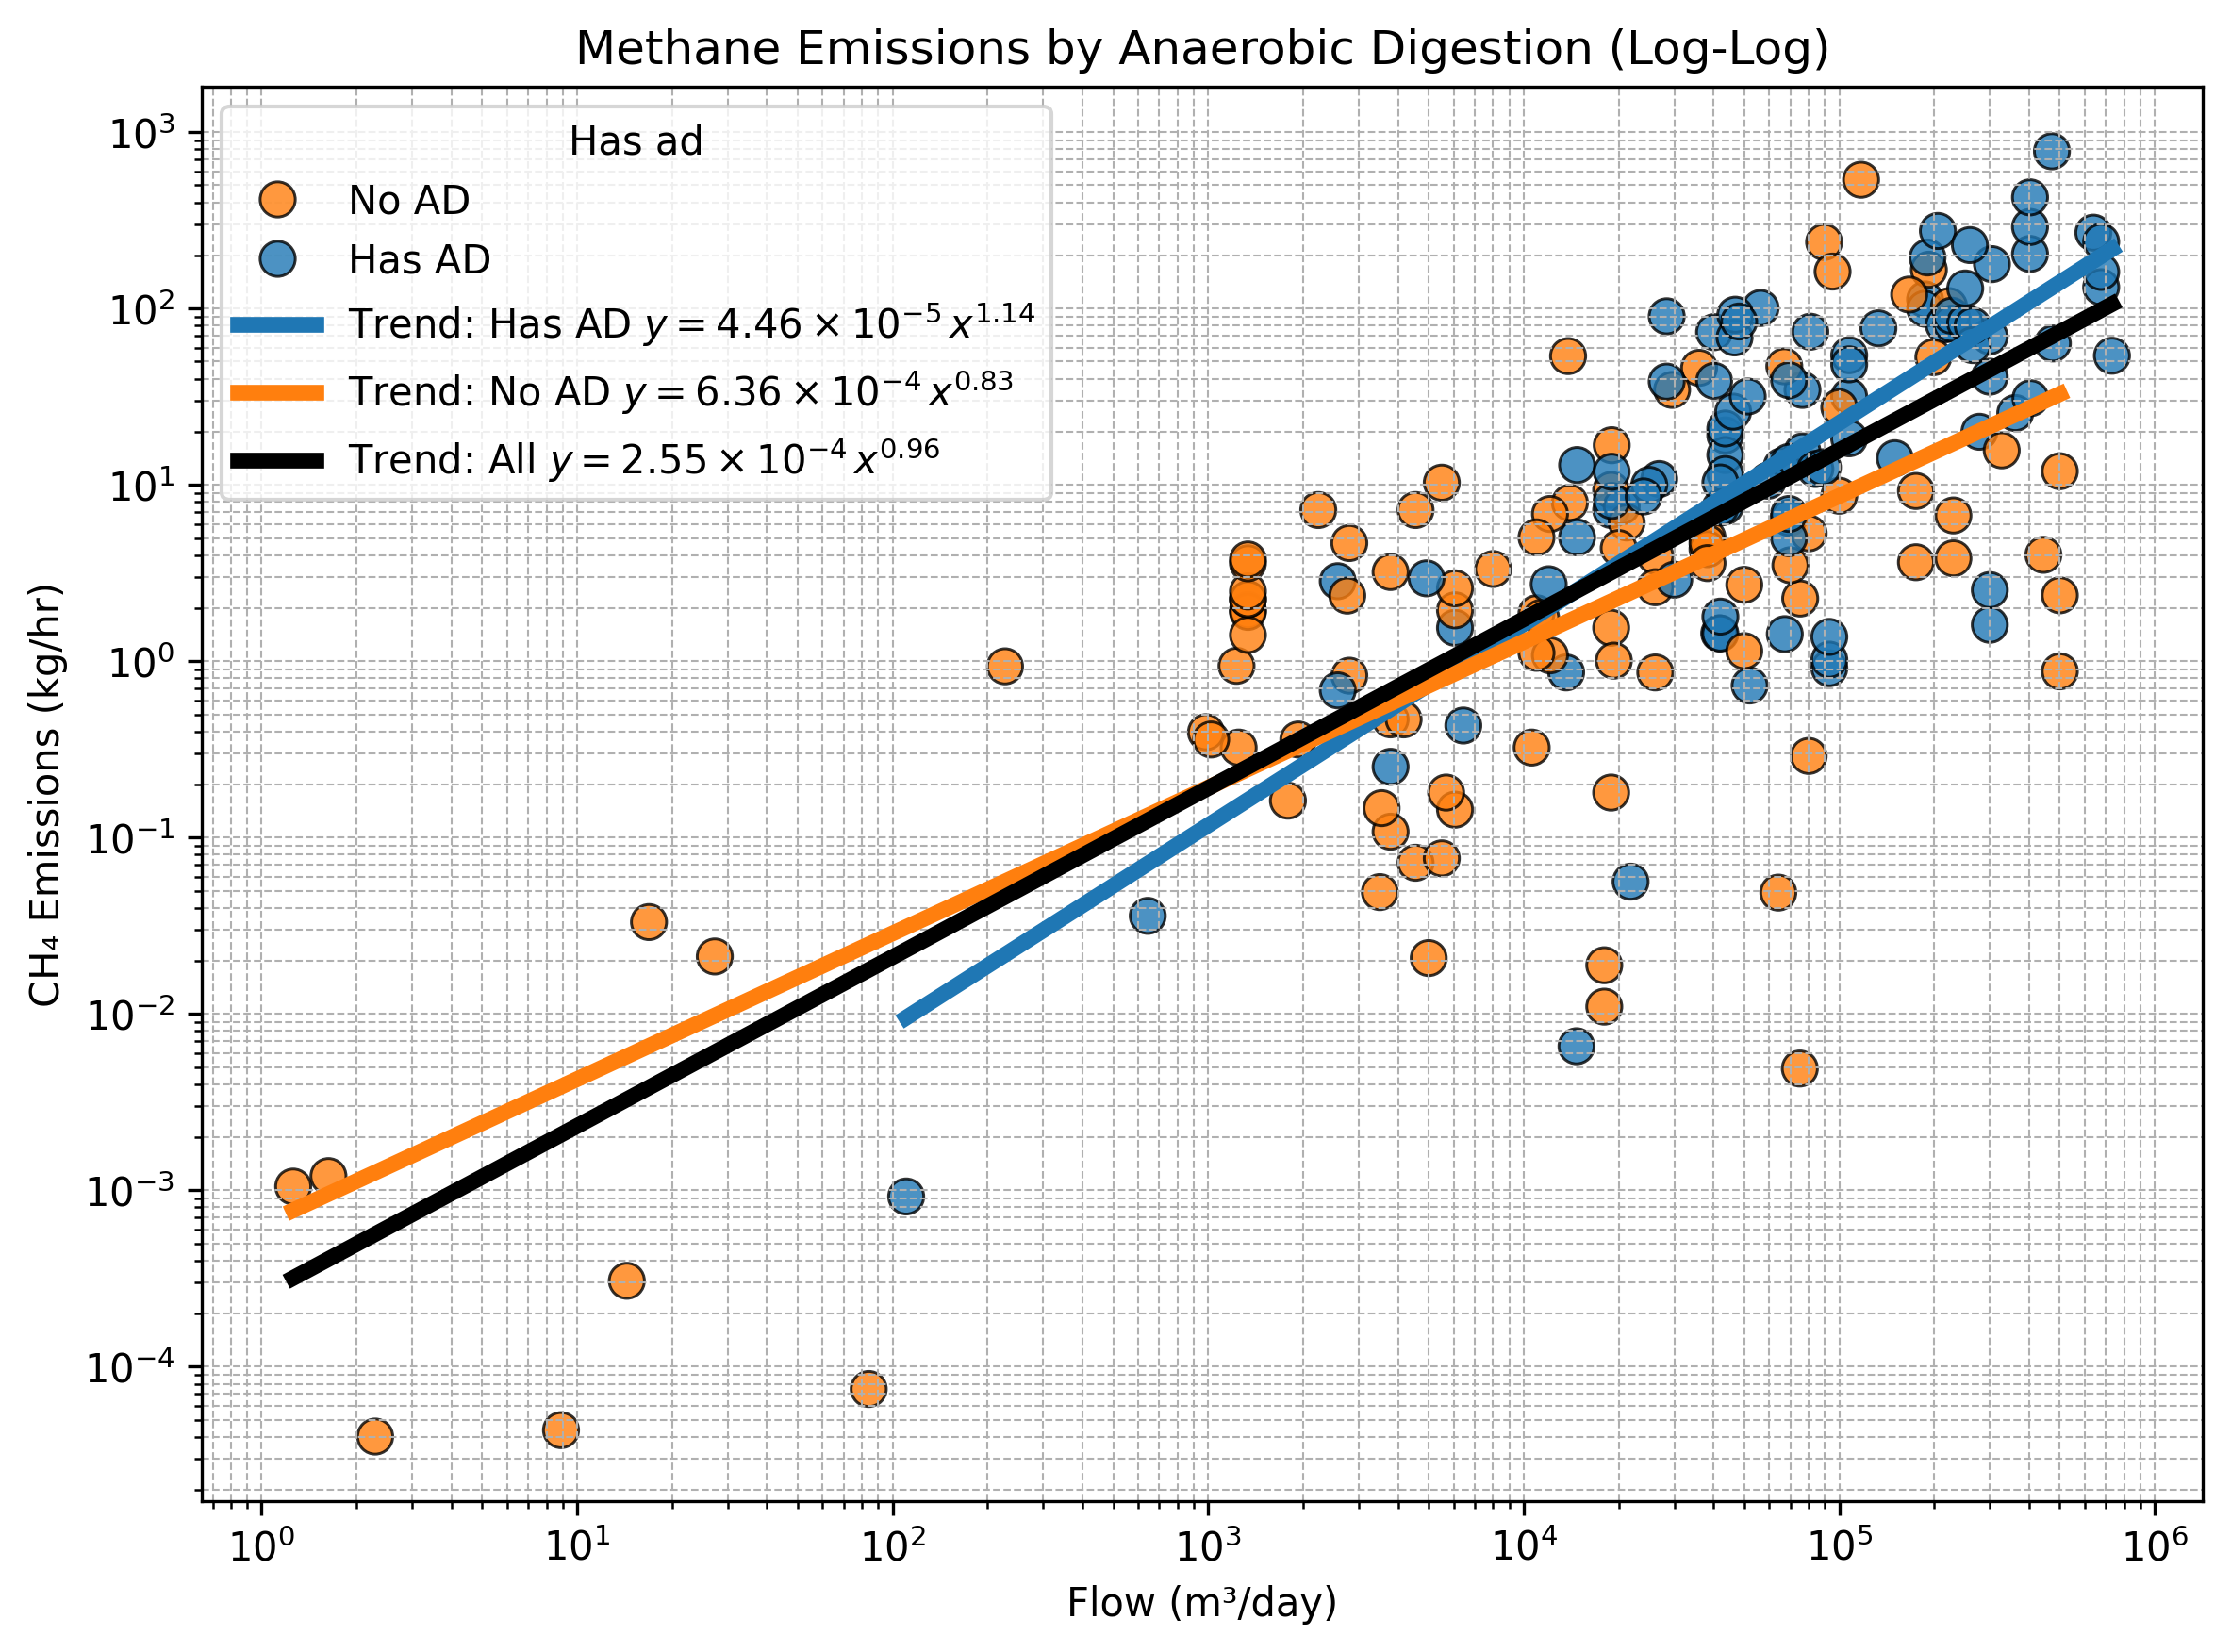 Methane Emissions by Anaerobic Digestion (Log-Log)
Has ad
No AD
Has AD
Trend: Has AD y = 4.46 × 10⁻⁵ x¹·¹⁴
Trend: No AD y = 6.36 × 10⁻⁴ x⁰·⁸³
Trend: All y = 2.55 × 10⁻⁴ x⁰·⁹⁶
CH₄ Emissions (kg/hr)
10³
10²
10¹
10⁰
10⁻¹
10⁻²
10⁻³
10⁻⁴
10⁰ 10¹ 10² 10³ 10⁴ 10⁵ 10⁶
Flow (m³/day)